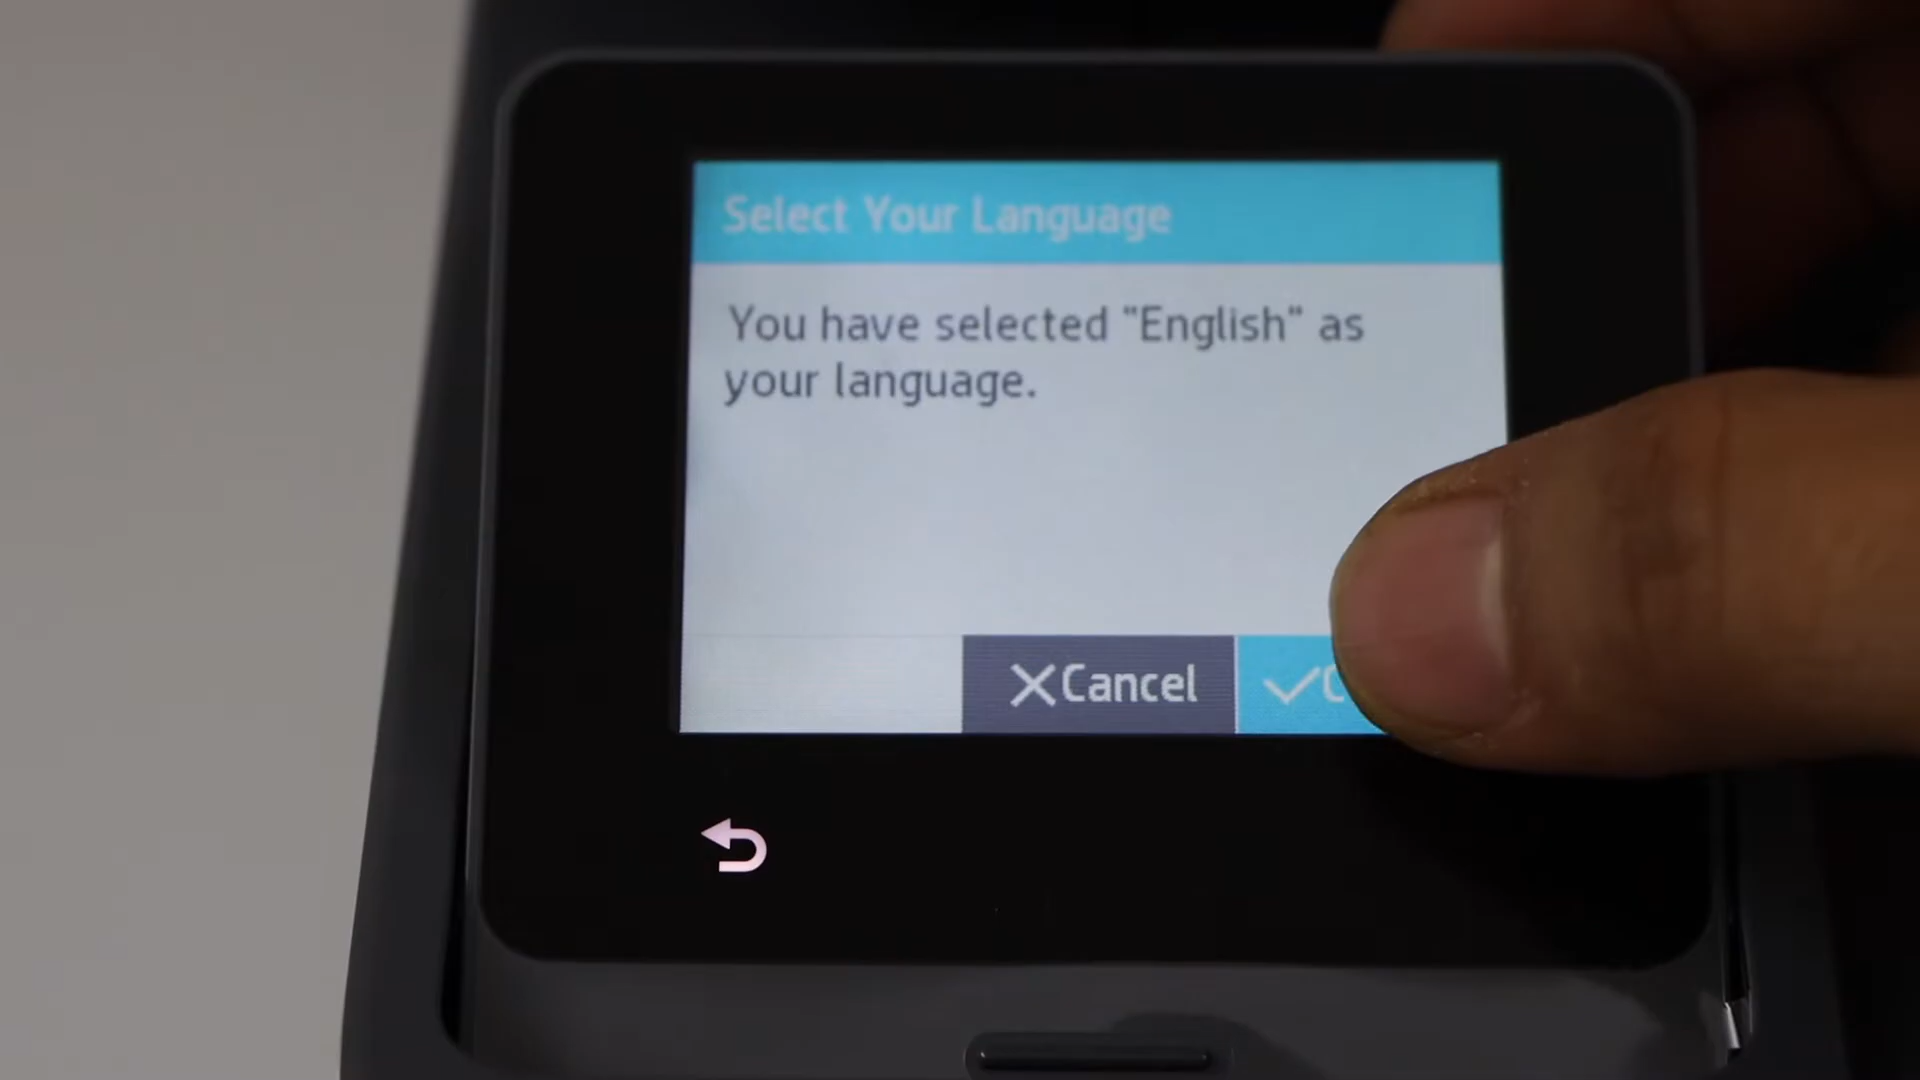 Select Your Language
You have selected "English" as
your language.
Cancel